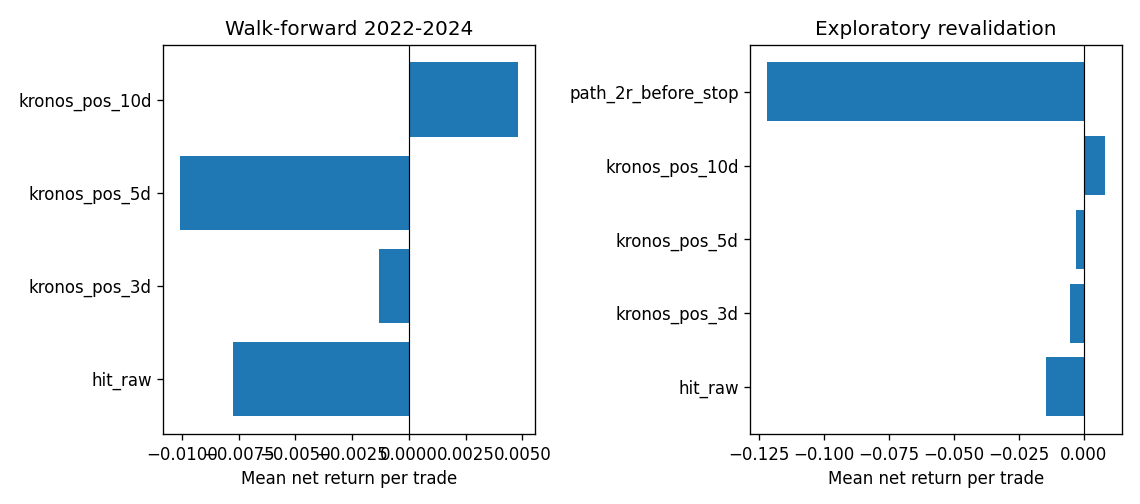 Walk-forward 2022-2024
kronos_pos_10d
kronos_pos_5d
kronos_pos_3d
hit_raw
−0.0100 −0.0075 −0.0050 −0.0025 0.0000 0.0025 0.0050
Mean net return per trade
Exploratory revalidation
path_2r_before_stop
kronos_pos_10d
kronos_pos_5d
kronos_pos_3d
hit_raw
−0.125 −0.100 −0.075 −0.050 −0.025 0.000
Mean net return per trade